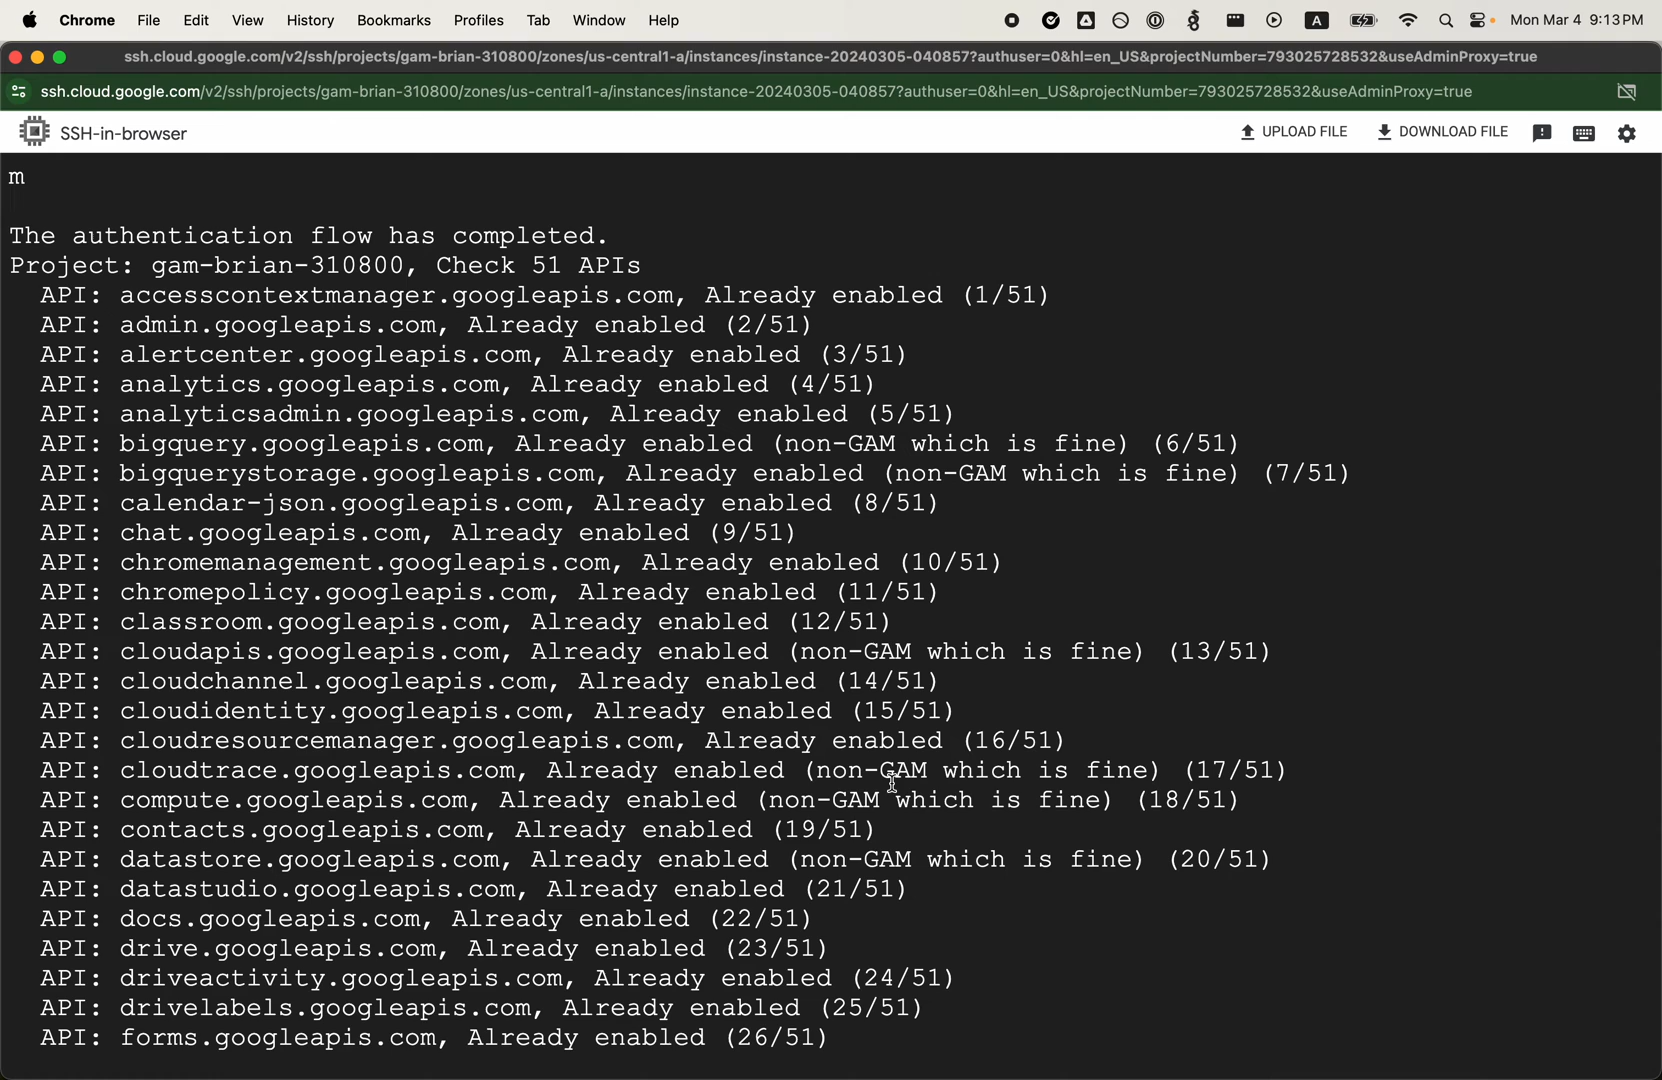 Chrome File Edit View History Bookmarks Profiles Tab Window Help A Mon Mar 4 9:13 PM
ssh.cloud.google.com/v2/ssh/projects/gam-brian-310800/zones/us-central1-a/instances/instance-20240305-040857?authuser=0&hl=en_US&projectNumber=793025728532&useAdminProxy=true
ssh.cloud.google.com/v2/ssh/projects/gam-brian-310800/zones/us-central1-a/instances/instance-20240305-040857?authuser=0&hl=en_US&projectNumber=793025728532&useAdminProxy=true
SSH-in-browser UPLOAD FILE DOWNLOAD FILE
m
The authentication flow has completed.
Project: gam-brian-310800, Check 51 APIs
API: accesscontextmanager.googleapis.com, Already enabled (1/51)
API: admin.googleapis.com, Already enabled (2/51)
API: alertcenter.googleapis.com, Already enabled (3/51)
API: analytics.googleapis.com, Already enabled (4/51)
API: analyticsadmin.googleapis.com, Already enabled (5/51)
API: bigquery.googleapis.com, Already enabled (non-GAM which is fine) (6/51)
API: bigquerystorage.googleapis.com, Already enabled (non-GAM which is fine) (7/51)
API: calendar-json.googleapis.com, Already enabled (8/51)
API: chat.googleapis.com, Already enabled (9/51)
API: chromemanagement.googleapis.com, Already enabled (10/51)
API: chromepolicy.googleapis.com, Already enabled (11/51)
API: classroom.googleapis.com, Already enabled (12/51)
API: cloudapis.googleapis.com, Already enabled (non-GAM which is fine) (13/51)
API: cloudchannel.googleapis.com, Already enabled (14/51)
API: cloudidentity.googleapis.com, Already enabled (15/51)
API: cloudresourcemanager.googleapis.com, Already enabled (16/51)
API: cloudtrace.googleapis.com, Already enabled (non-GAM which is fine) (17/51)
API: compute.googleapis.com, Already enabled (non-GAM which is fine) (18/51)
API: contacts.googleapis.com, Already enabled (19/51)
API: datastore.googleapis.com, Already enabled (non-GAM which is fine) (20/51)
API: datastudio.googleapis.com, Already enabled (21/51)
API: docs.googleapis.com, Already enabled (22/51)
API: drive.googleapis.com, Already enabled (23/51)
API: driveactivity.googleapis.com, Already enabled (24/51)
API: drivelabels.googleapis.com, Already enabled (25/51)
API: forms.googleapis.com, Already enabled (26/51)